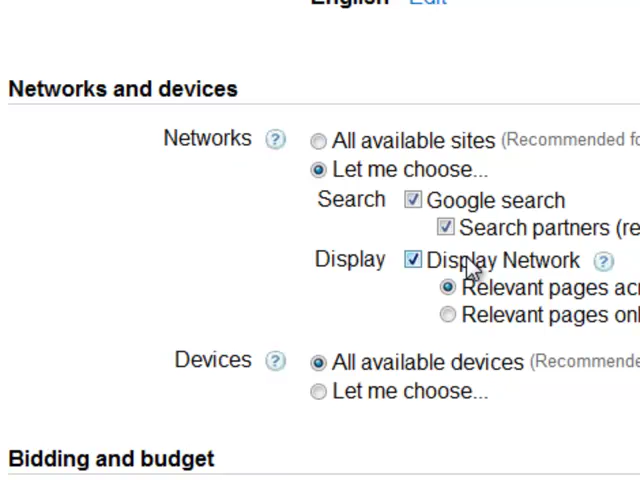 English Edit
Networks and devices
Networks ? All available sites (Recommended fo
Let me choose...
Search Google search
Search partners (re
Display Display Network ?
Relevant pages acr
Relevant pages onl
Devices ? All available devices (Recommende
Let me choose...
Bidding and budget